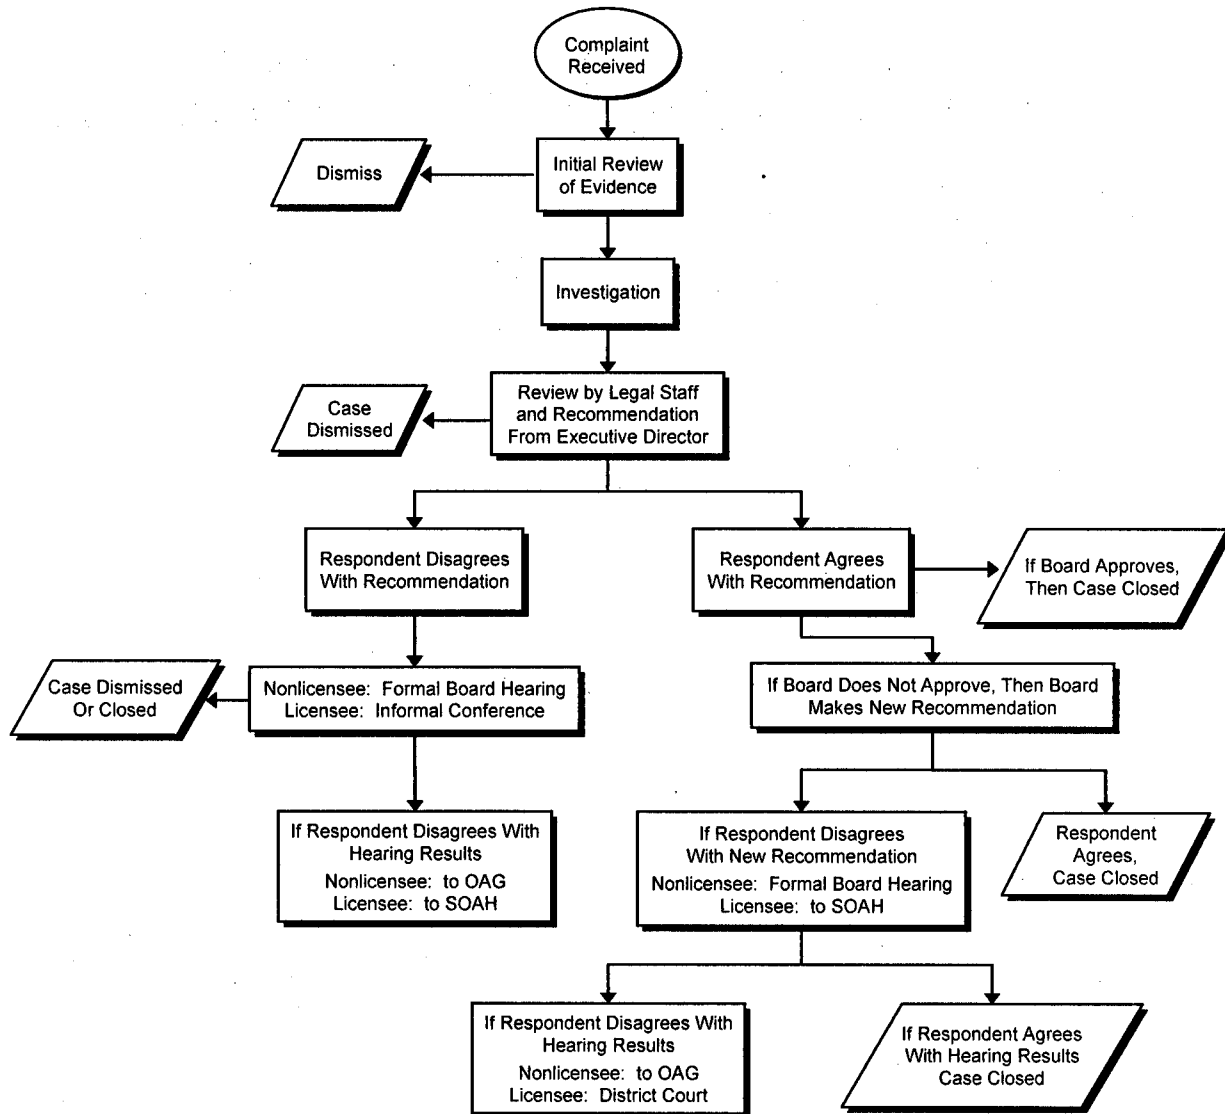 Complaint
Received
Dismiss
Initial Review
of Evidence
Investigation
Case
Dismissed
Review by Legal Staff
and Recommendation
From Executive Director
Respondent Disagrees
With Recommendation
Respondent Agrees
With Recommendation
If Board Approves,
Then Case Closed
Case Dismissed
Or Closed
Nonlicensee: Formal Board Hearing
Licensee: Informal Conference
If Board Does Not Approve, Then Board
Makes New Recommendation
If Respondent Disagrees With
Hearing Results
Nonlicensee: to OAG
Licensee: to SOAH
If Respondent Disagrees
With New Recommendation
Nonlicensee: Formal Board Hearing
Licensee: to SOAH
Respondent
Agrees,
Case Closed
If Respondent Disagrees With
Hearing Results
Nonlicensee: to OAG
Licensee: District Court
If Respondent Agrees
With Hearing Results
Case Closed